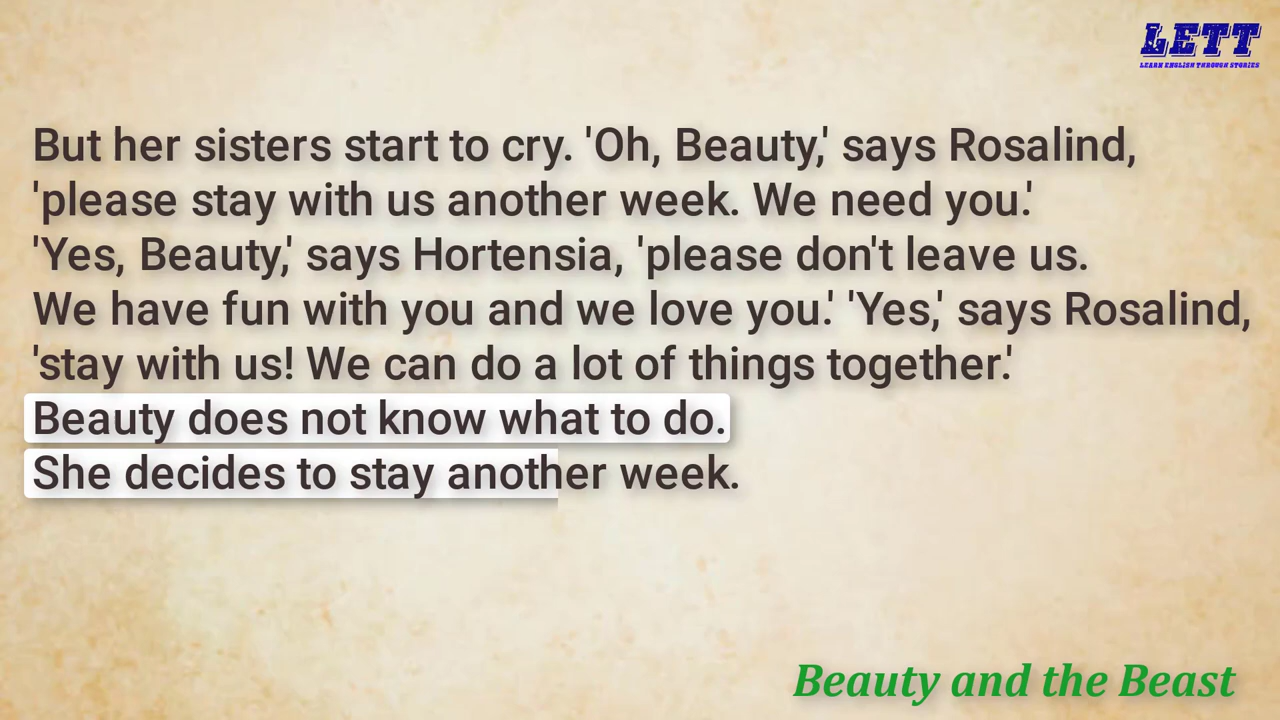 LETT
LEARN ENGLISH THROUGH STORIES
But her sisters start to cry. 'Oh, Beauty,' says Rosalind,
'please stay with us another week. We need you.'
'Yes, Beauty,' says Hortensia, 'please don't leave us.
We have fun with you and we love you.' 'Yes,' says Rosalind,
'stay with us! We can do a lot of things together.'
Beauty does not know what to do.
She decides to stay another week.
Beauty and the Beast